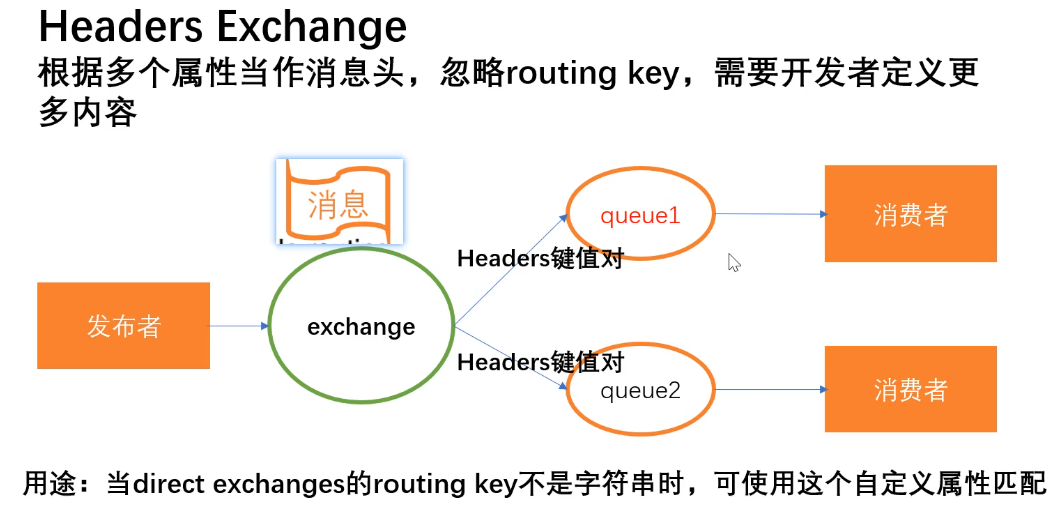 Headers Exchange
根据多个属性当作消息头，忽略routing key，需要开发者定义更
多内容
消息
queue1
消费者
Headers键值对
发布者
exchange
Headers键值对
queue2
消费者
用途：当direct exchanges的routing key不是字符串时，可使用这个自定义属性匹配